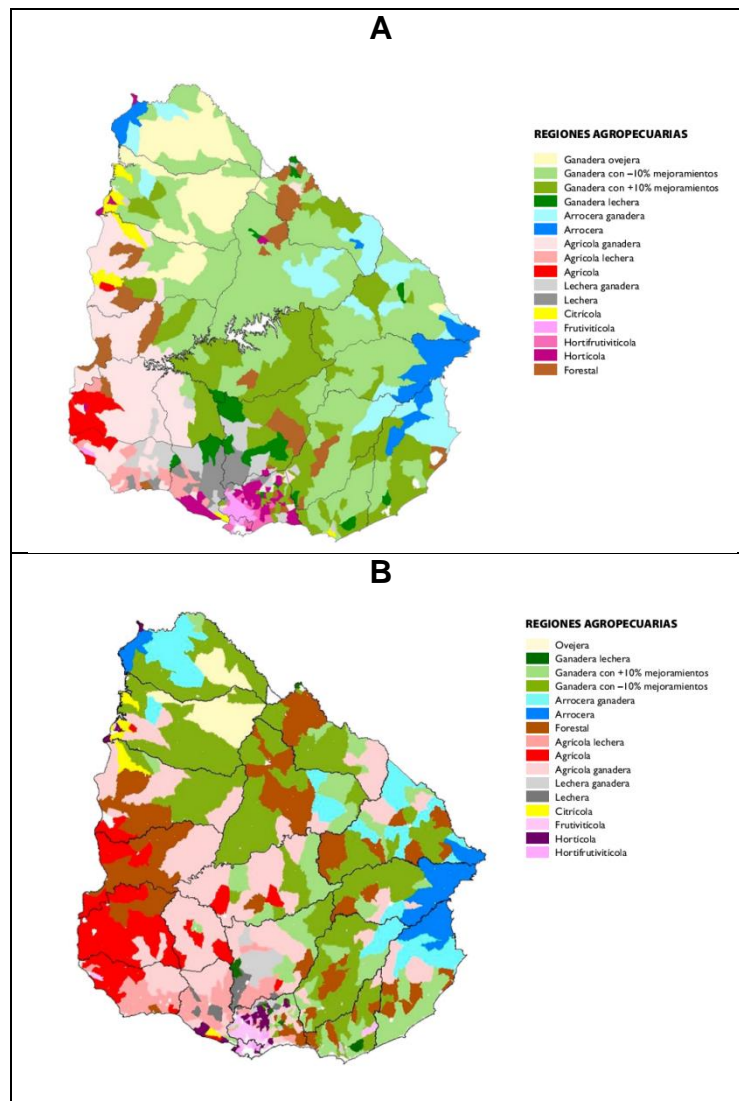 A
REGIONES AGROPECUARIAS
Ganadera ovejera
Ganadera con –10% mejoramientos
Ganadera con +10% mejoramientos
Ganadera lechera
Arrocera ganadera
Arrocera
Agrícola ganadera
Agrícola lechera
Agrícola
Lechera ganadera
Lechera
Citrícola
Frutivitícola
Hortifrutivitícola
Hortícola
Forestal
B
REGIONES AGROPECUARIAS
Ovejera
Ganadera lechera
Ganadera con +10% mejoramientos
Ganadera con –10% mejoramientos
Arrocera ganadera
Arrocera
Forestal
Agrícola lechera
Agrícola
Agrícola ganadera
Lechera ganadera
Lechera
Citrícola
Frutivitícola
Hortícola
Hortifrutivitícola